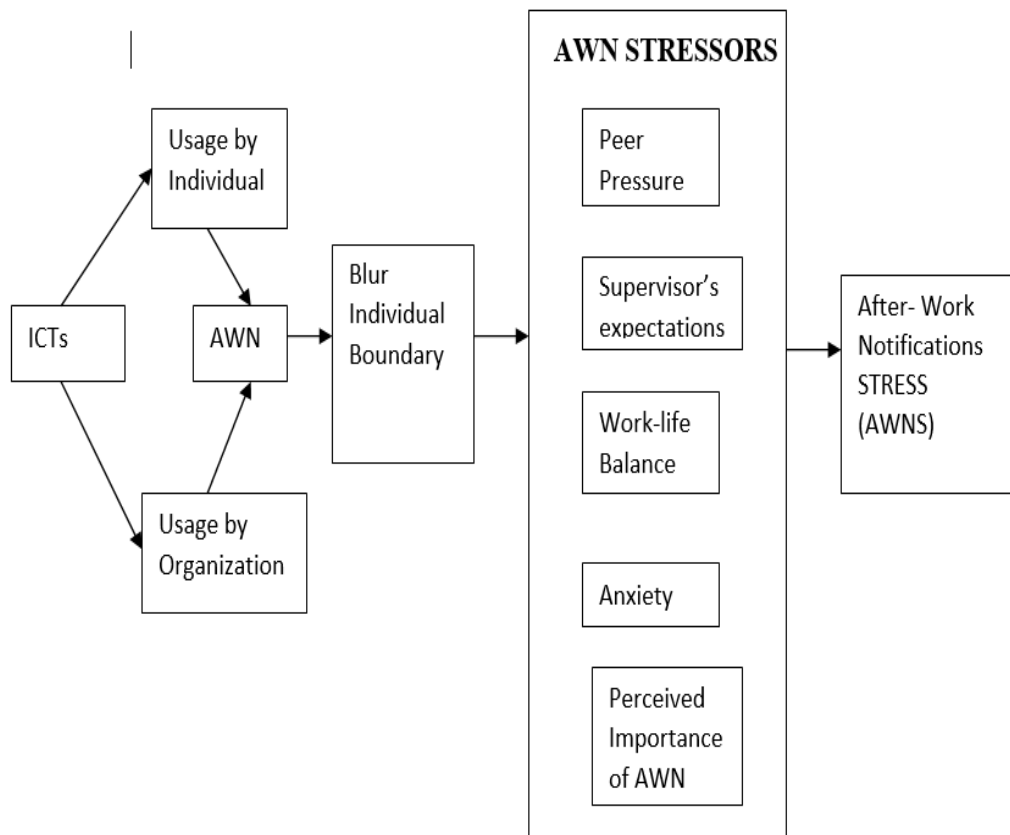 AWN STRESSORS
Usage by
Individual
Peer
Pressure
Blur
Individual
Boundary
Supervisor's
expectations
After- Work
Notifications
STRESS
(AWNS)
ICTs
AWN
Work-life
Balance
Usage by
Organization
Anxiety
Perceived
Importance
of AWN